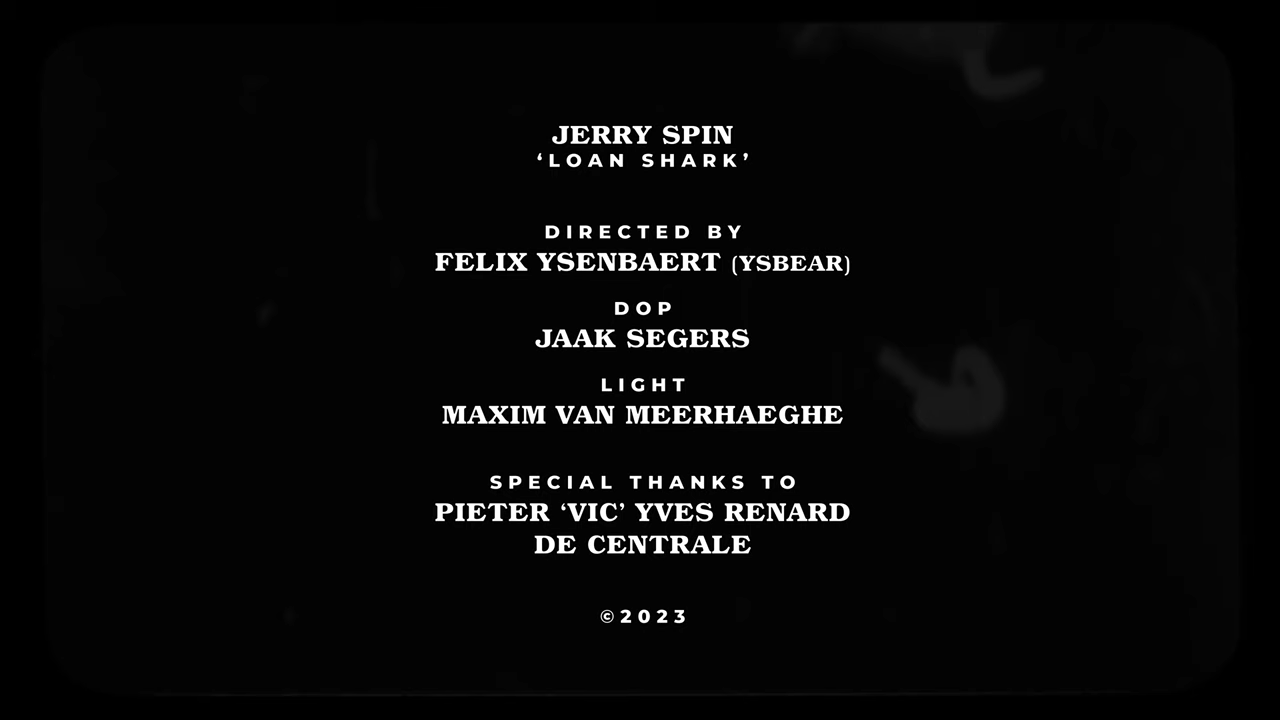 JERRY SPIN
‘LOAN SHARK’
DIRECTED BY
FELIX YSENBAERT (YSBEAR)
DOP
JAAK SEGERS
LIGHT
MAXIM VAN MEERHAEGHE
SPECIAL THANKS TO
PIETER ‘VIC’ YVES RENARD
DE CENTRALE
©2023